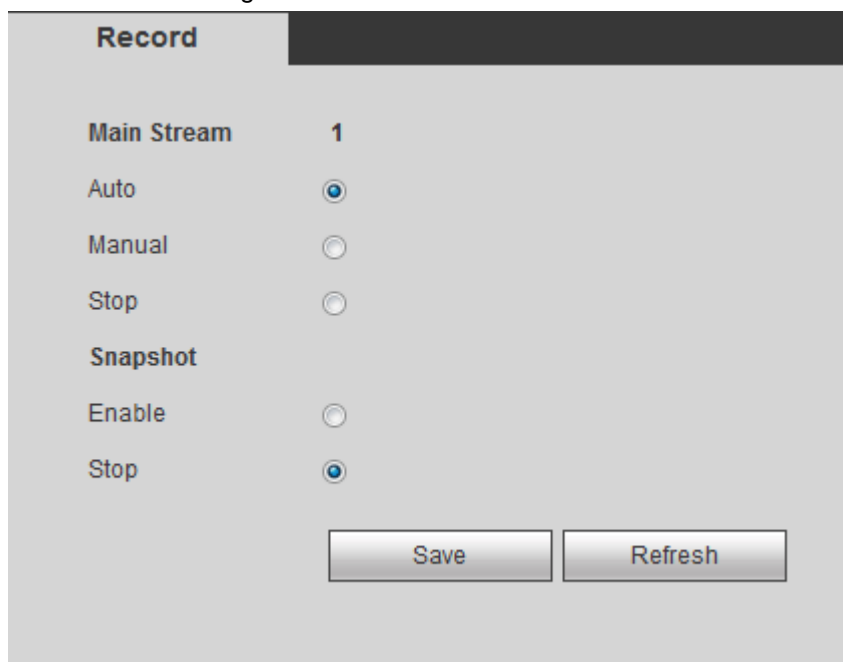 Record
Main Stream 1
Auto
Manual
Stop
Snapshot
Enable
Stop
Save Refresh